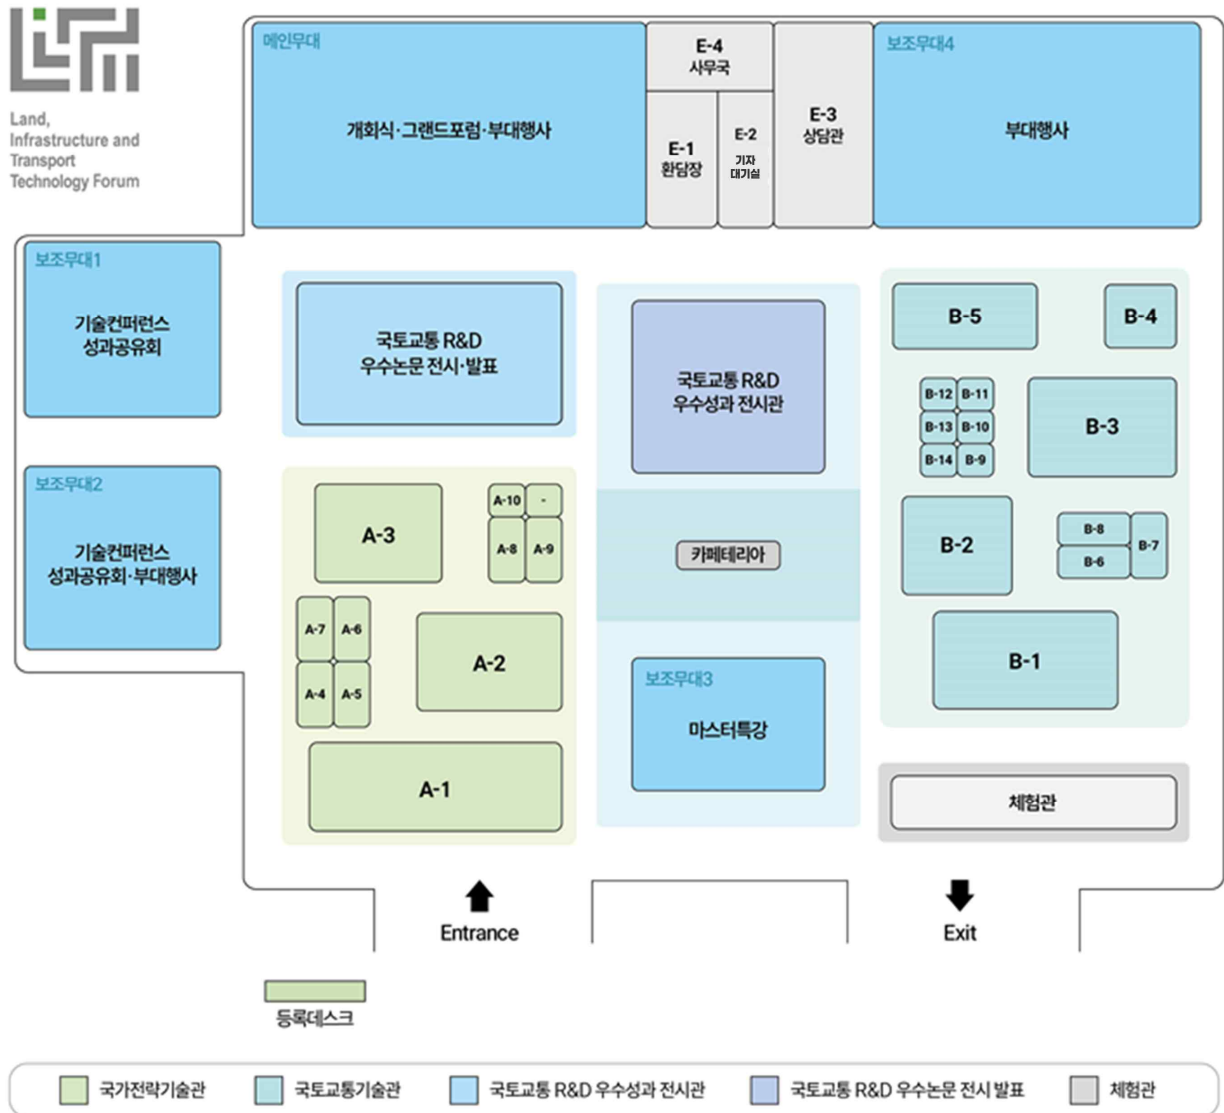 Land,
Infrastructure and
Transport
Technology Forum
메인무대
개회식·그랜드포럼·부대행사
E-4
사무국
E-1
환담장
E-2
기자
대기실
E-3
상담관
보조무대4
부대행사
보조무대1
기술컨퍼런스
성과공유회
보조무대2
기술컨퍼런스
성과공유회·부대행사
국토교통 R&D
우수논문 전시·발표
A-3
A-10 -
A-8 A-9
A-7 A-6
A-4 A-5
A-2
A-1
국토교통 R&D
우수성과 전시관
카페테리아
보조무대3
마스터특강
B-5
B-4
B-12 B-11
B-13 B-10
B-14 B-9
B-3
B-2
B-8
B-7
B-6
B-1
체험관
Entrance
Exit
등록데스크
국가전략기술관
국토교통기술관
국토교통 R&D 우수성과 전시관
국토교통 R&D 우수논문 전시 발표
체험관